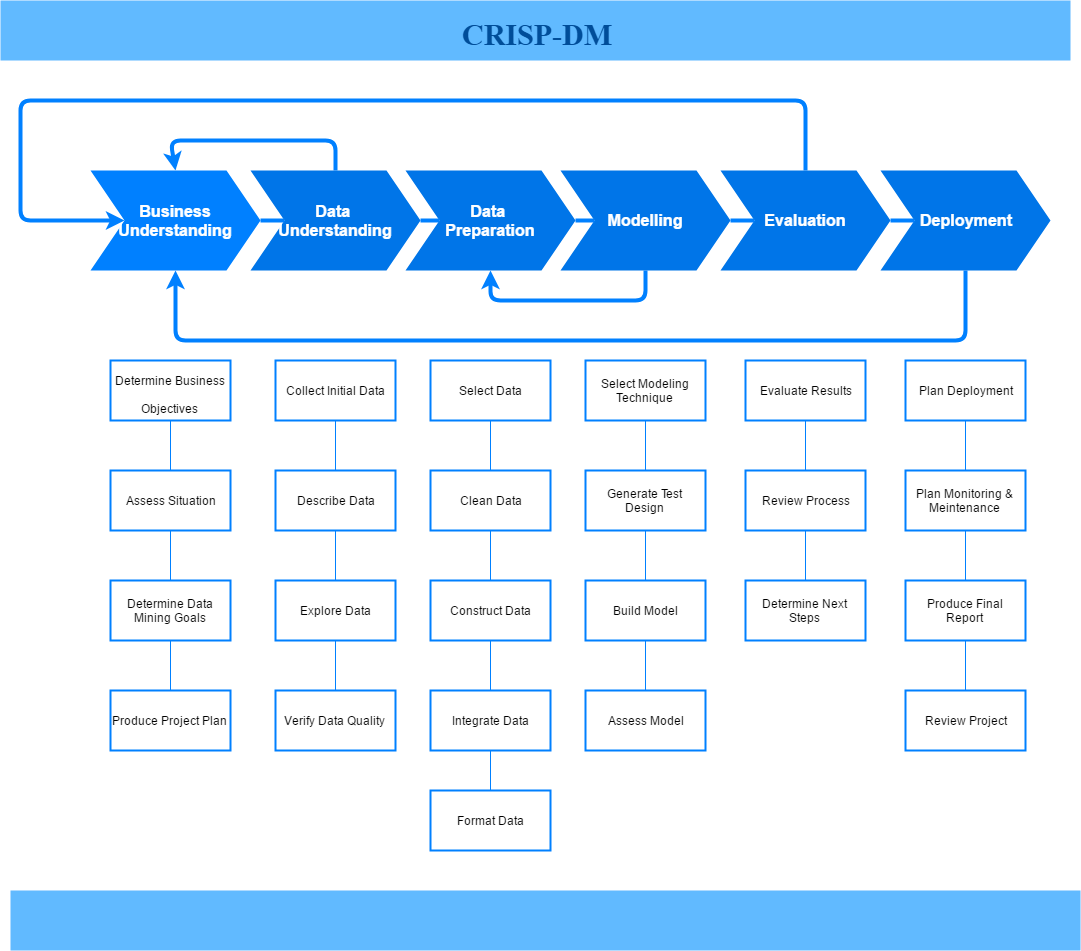 CRISP-DM
Business
Understanding
Data
Understanding
Data
Preparation
Modelling
Evaluation
Deployment
Determine Business
Objectives
Assess Situation
Determine Data
Mining Goals
Produce Project Plan
Collect Initial Data
Describe Data
Explore Data
Verify Data Quality
Select Data
Clean Data
Construct Data
Integrate Data
Format Data
Select Modeling
Technique
Generate Test
Design
Build Model
Assess Model
Evaluate Results
Review Process
Determine Next
Steps
Plan Deployment
Plan Monitoring &
Meintenance
Produce Final
Report
Review Project